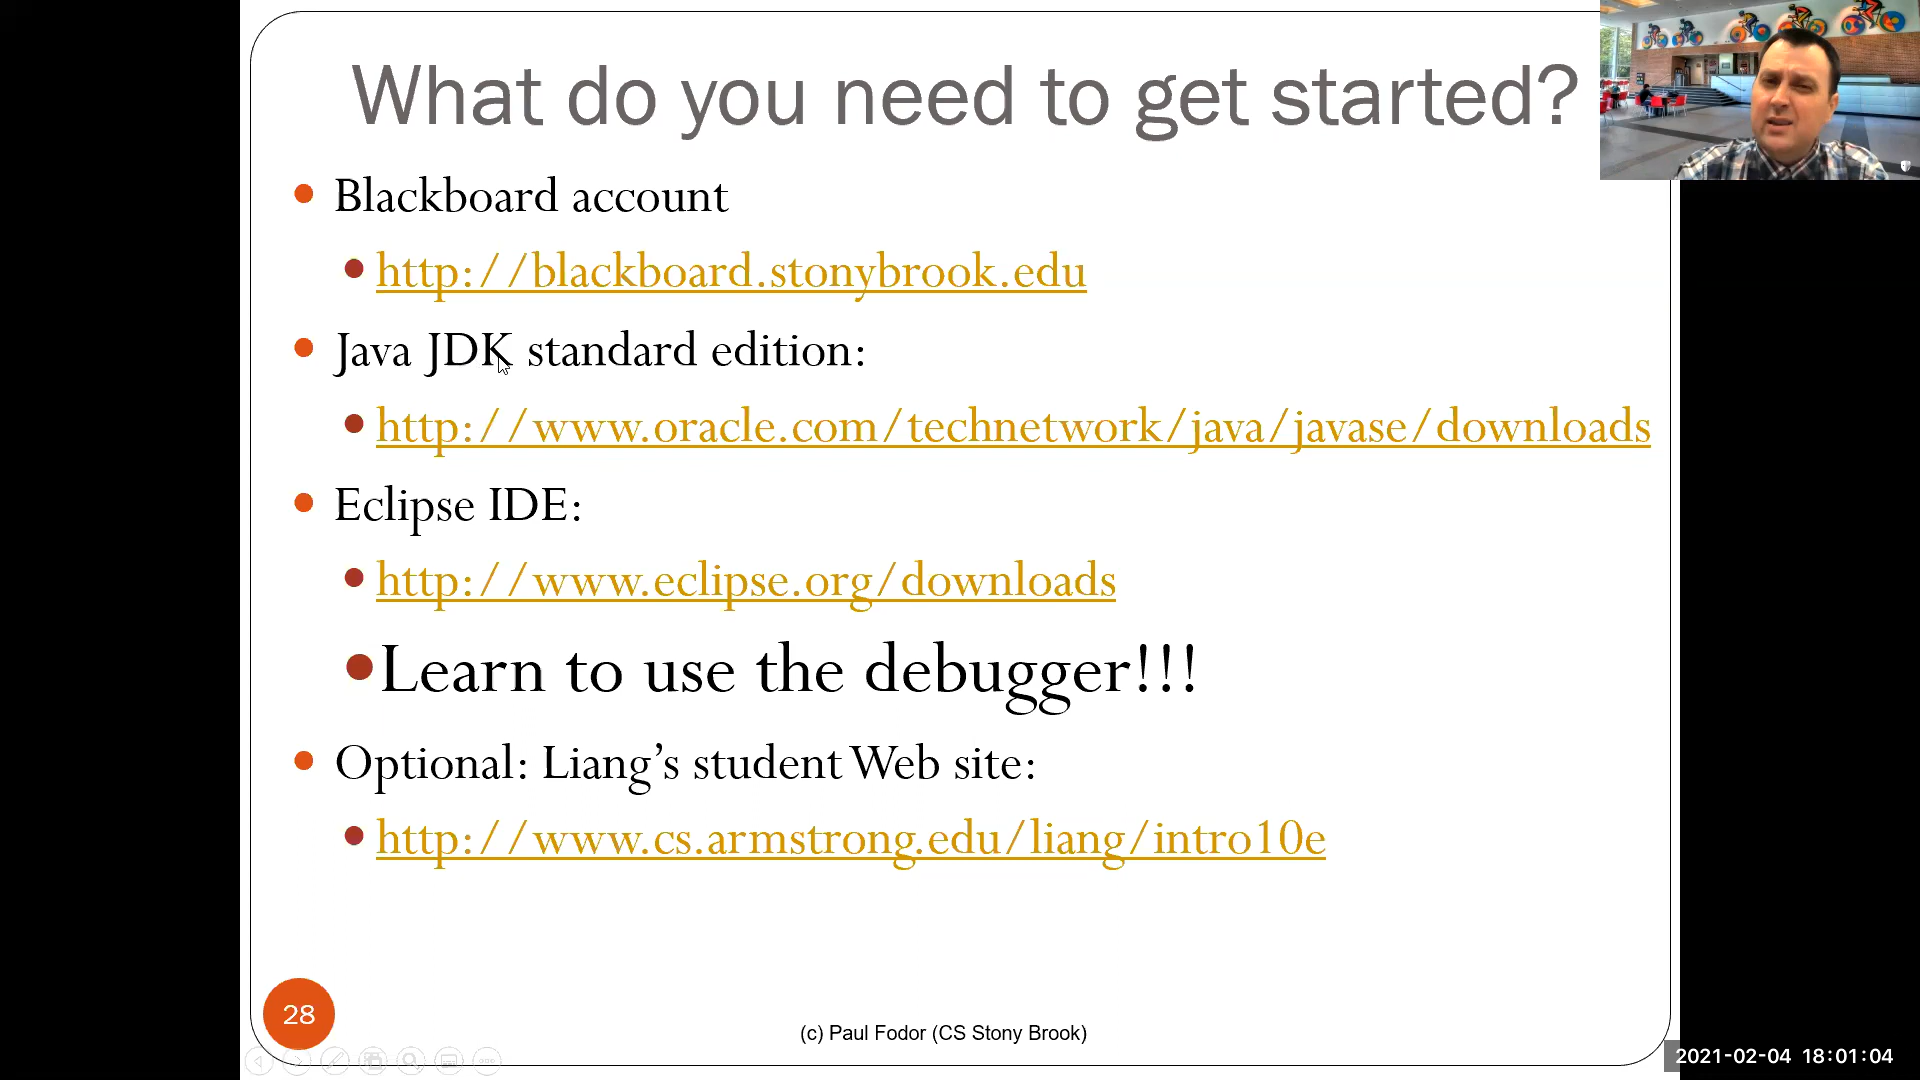 What do you need to get started?
Blackboard account
http://blackboard.stonybrook.edu
Java JDK standard edition:
http://www.oracle.com/technetwork/java/javase/downloads
Eclipse IDE:
http://www.eclipse.org/downloads
Learn to use the debugger!!!
Optional: Liang’s student Web site:
http://www.cs.armstrong.edu/liang/intro10e
28
(c) Paul Fodor (CS Stony Brook)
2021-02-04 18:01:04